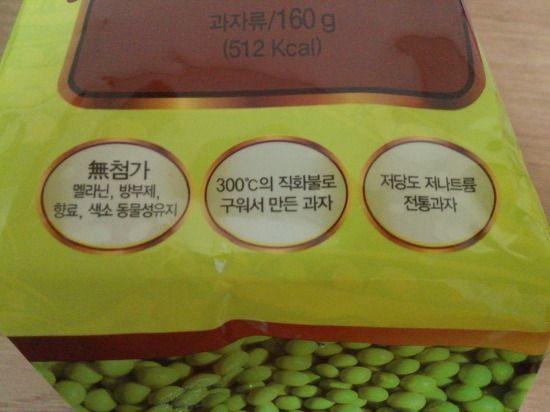 과자류/160g
(512 Kcal)
無첨가
멜라닌, 방부제,
향료, 색소 동물성유지
300℃의 직화불로
구워서 만든 과자
저당도 저나트륨
전통과자